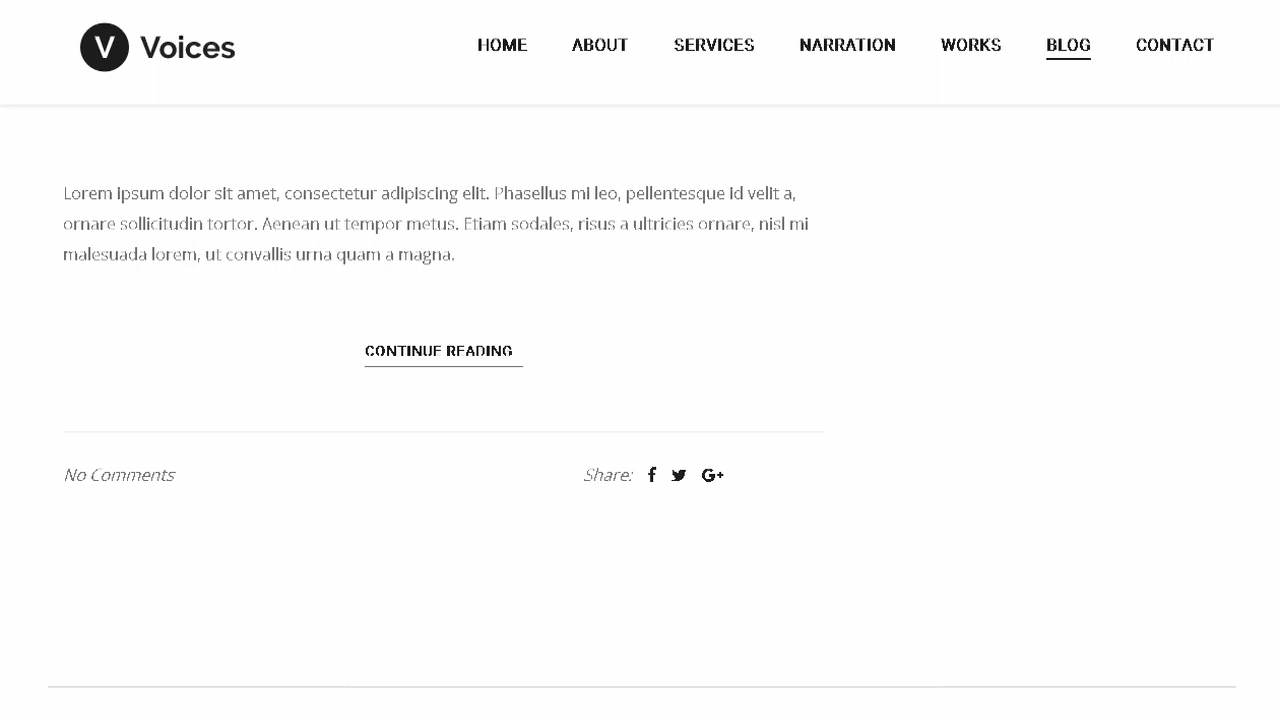 V Voices
HOME ABOUT SERVICES NARRATION WORKS BLOG CONTACT
Lorem ipsum dolor sit amet, consectetur adipiscing elit. Phasellus mi leo, pellentesque id velit a,
ornare sollicitudin tortor. Aenean ut tempor metus. Etiam sodales, risus a ultricies ornare, nisl mi
malesuada lorem, ut convallis urna quam a magna.
CONTINUE READING
No Comments
Share: f G+